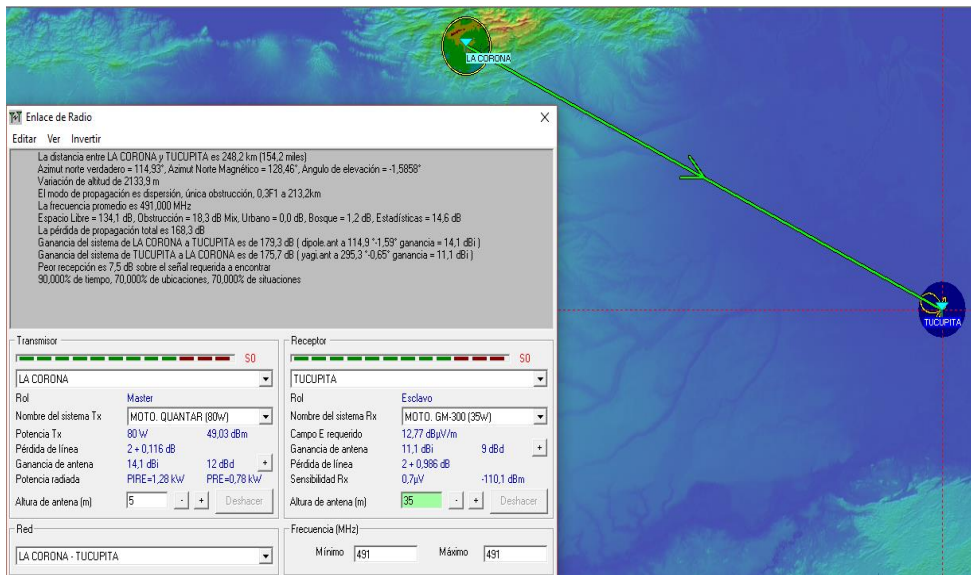 LA CORONA
TUCUPITA
Enlace de Radio
Editar Ver Invertir
La distancia entre LA CORONA y TUCUPITA es 248,2 km (154,2 miles)
Azimut norte verdadero = 114,93°, Azimut Norte Magnético = 128,46°, Angulo de elevación = -1,5858°
Variación de altitud de 2133,9 m
El modo de propagación es dispersión, única obstrucción, 0,3F1 a 213,2km
La frecuencia promedio es 491,000 MHz
Espacio Libre = 134,1 dB, Obstrucción = 18,3 dB Mix, Urbano = 0,0 dB, Bosque = 1,2 dB, Estadísticas = 14,6 dB
La pérdida de propagación total es 168,3 dB
Ganancia del sistema de LA CORONA a TUCUPITA es de 179,3 dB ( dipole.ant a 114,9 °-1,59° ganancia = 14,1 dBi )
Ganancia del sistema de TUCUPITA a LA CORONA es de 175,7 dB ( yagi.ant a 295,3 °-0,65° ganancia = 11,1 dBi )
Peor recepción es 7,5 dB sobre el señal requerida a encontrar
90,000% de tiempo, 70,000% de ubicaciones, 70,000% de situaciones
Transmisor
S0
LA CORONA
Rol Master
Nombre del sistema Tx MOTO. QUANTAR (80W)
Potencia Tx 80 W 49,03 dBm
Pérdida de línea 2 + 0,116 dB
Ganancia de antena 14,1 dBi 12 dBd +
Potencia radiada PIRE=1,28 kW PRE=0,78 kW
Altura de antena (m) 5 - + Deshacer
Red
LA CORONA - TUCUPITA
Receptor
S0
TUCUPITA
Rol Esclavo
Nombre del sistema Rx MOTO. GM-300 (35W)
Campo E requerido 12,77 dBµV/m
Ganancia de antena 11,1 dBi 9 dBd +
Pérdida de línea 2 + 0,986 dB
Sensibilidad Rx 0,7µV -110,1 dBm
Altura de antena (m) 35 - + Deshacer
Frecuencia (MHz)
Mínimo 491 Máximo 491